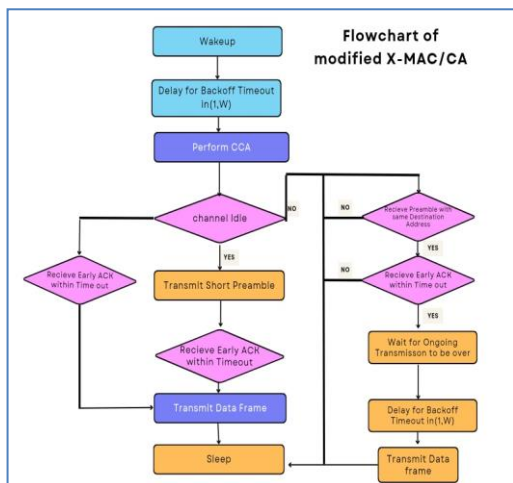 Flowchart of
modified X-MAC/CA
Wakeup
Delay for Backoff Timeout
in(1,W)
Perform CCA
channel Idle
NO
YES
Recieve Early ACK
within Time out
Transmit Short Preamble
Recieve Early ACK
within Timeout
Transmit Data Frame
Sleep
Recieve Preamble with
same Destination
Address
NO
YES
Recieve Early ACK
within Time out
NO
YES
Wait for Ongoing
Transmisson to be over
Delay for Backoff
Timeout in(1,W)
Transmit Data
frame